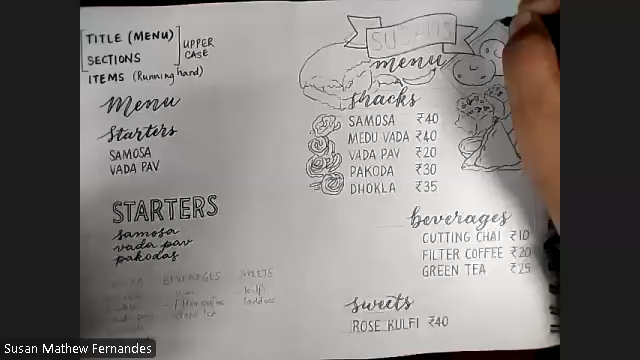 TITLE (MENU)
SECTIONS
UPPER
CASE
ITEMS (Running hand)
Menu
Starters
SAMOSA
VADA PAV
STARTERS
samosa
vada pav
pakodas
BEVERAGES
filter coffee
kulfi
menu
snacks
SAMOSA ₹40
MEDU VADA ₹40
VADA PAV ₹20
PAKODA ₹30
DHOKLA ₹35
beverages
CUTTING CHAI ₹10
FILTER COFFEE ₹20
GREEN TEA ₹25
sweets
ROSE KULFI ₹40
Susan Mathew Fernandes